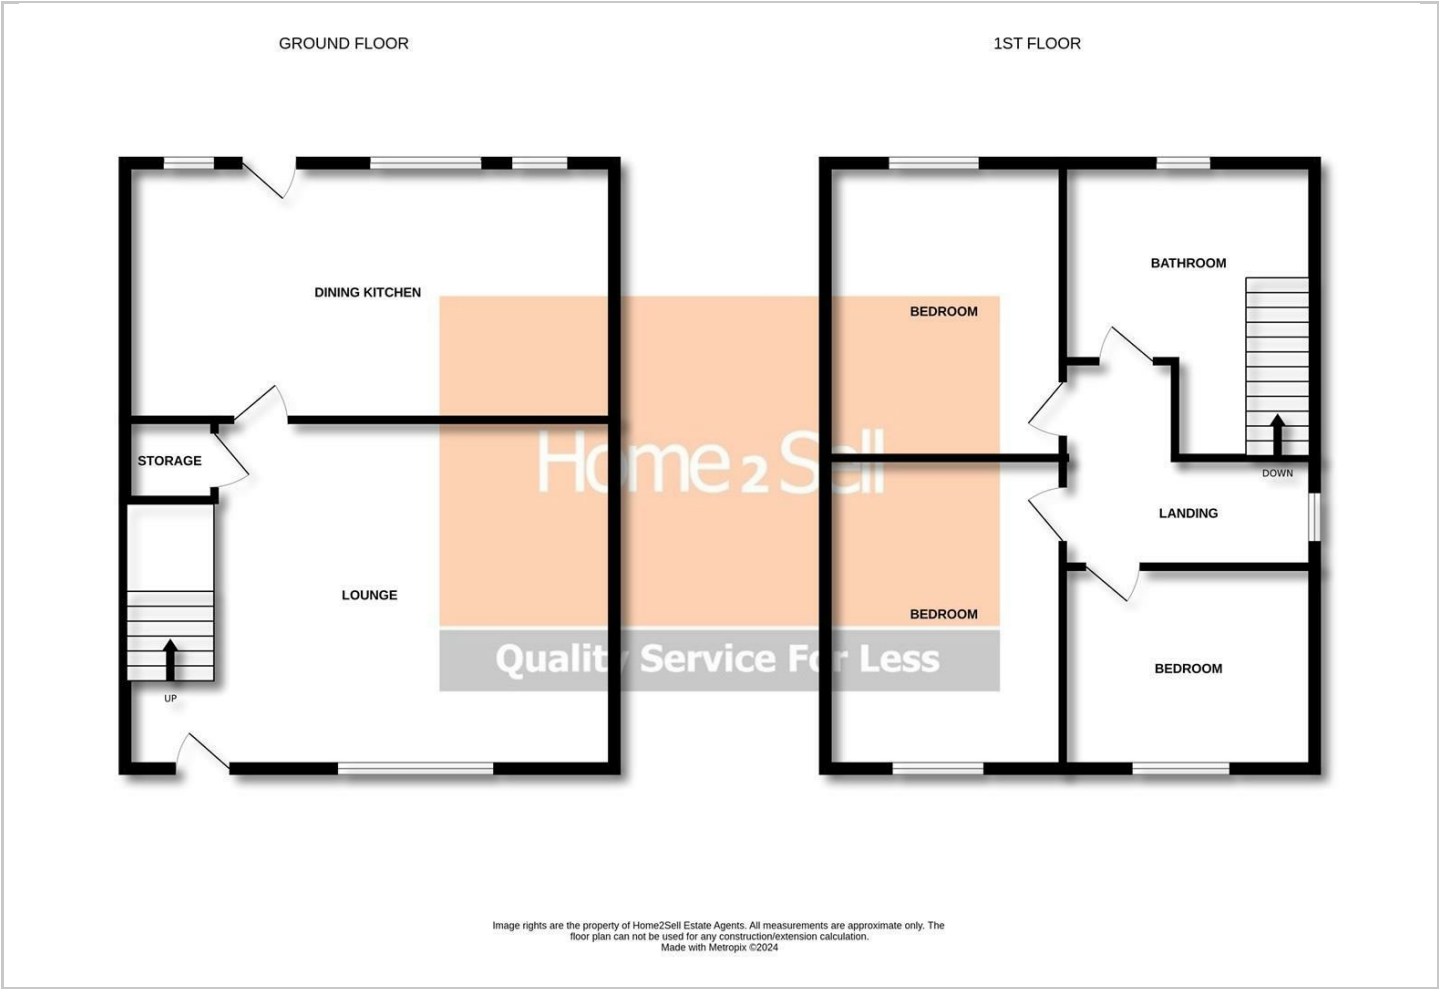 GROUND FLOOR
1ST FLOOR
DINING KITCHEN
STORAGE
LOUNGE
UP
BEDROOM
BATHROOM
DOWN
LANDING
BEDROOM
BEDROOM
Home2Sell
Quality Service For Less
Image rights are the property of Home2Sell Estate Agents. All measurements are approximate only. The
floor plan can not be used for any construction/extension calculation.
Made with Metropix ©2024